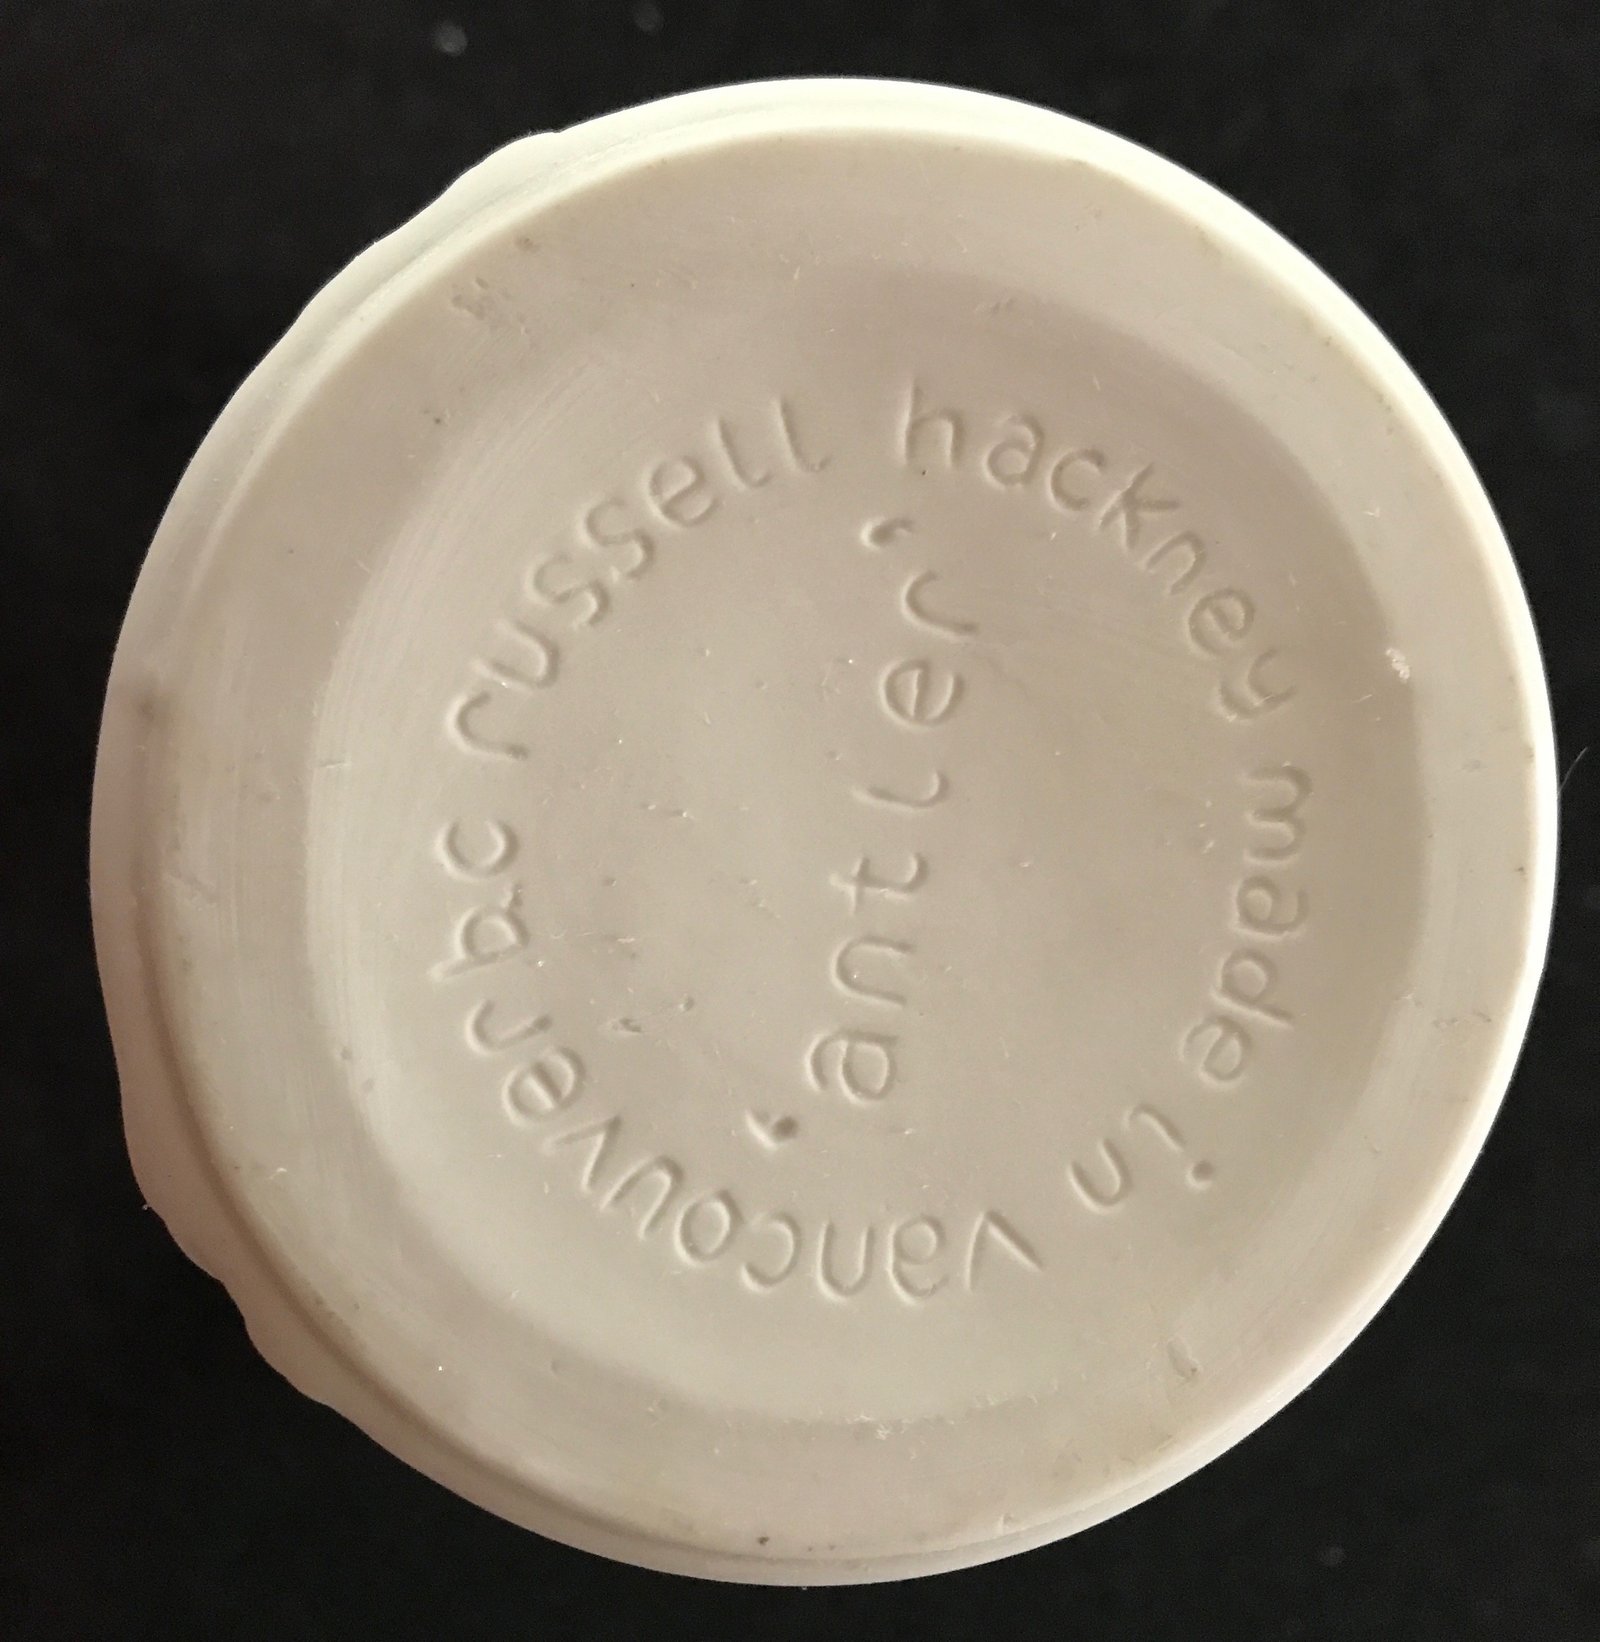 russell hackney made in vancouver bc
'antler'